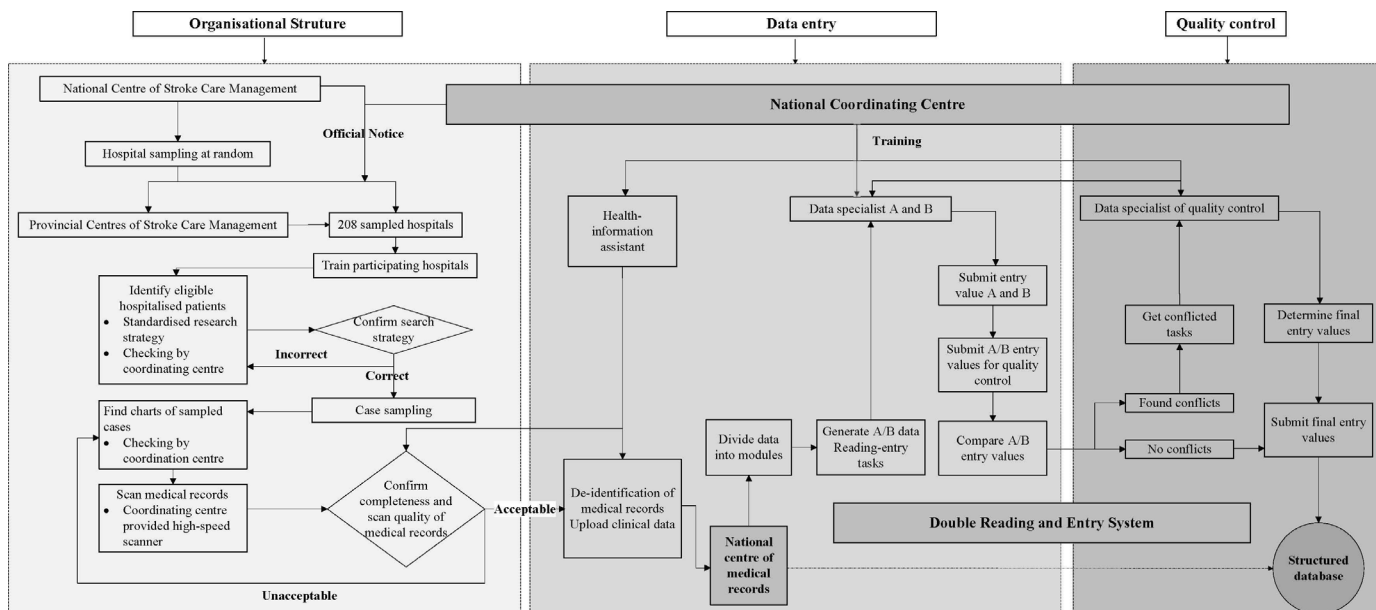 Organisational Struture
Data entry
Quality control
National Centre of Stroke Care Management
National Coordinating Centre
Official Notice
Training
Hospital sampling at random
Provincial Centres of Stroke Care Management
208 sampled hospitals
Train participating hospitals
Identify eligible
hospitalised patients
• Standardised research
strategy
• Checking by
coordinating centre
Confirm search
strategy
Incorrect
Correct
Case sampling
Find charts of sampled
cases
• Checking by
coordination centre
Scan medical records
• Coordinating centre
provided high-speed
scanner
Confirm
completeness and
scan quality of
medical records
Acceptable
Unacceptable
Health-
information
assistant
Data specialist A and B
Submit entry
value A and B
Submit A/B entry
values for quality
control
Compare A/B
entry values
Divide data
into modules
Generate A/B data
Reading-entry
tasks
De-identification of
medical records
Upload clinical data
National
centre of
medical
records
Double Reading and Entry System
Data specialist of quality control
Get conflicted
tasks
Determine final
entry values
Found conflicts
No conflicts
Submit final entry
values
Structured
database